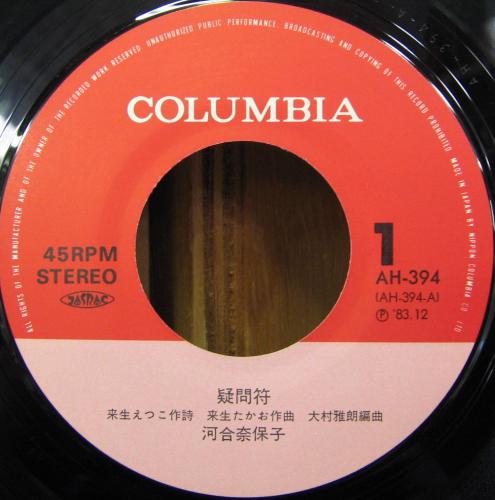 ALL RIGHTS OF THE MANUFACTURER AND OF THE OWNER OF THE RECORDED WORK RESERVED. UNAUTHORIZED PUBLIC PERFORMANCE, BROADCASTING AND COPYING OF THIS RECORD PROHIBITED MADE IN JAPAN BY NIPPON COLUMBIA CO., LTD.
AH-394-A
COLUMBIA
45RPM
STEREO
JASRAC
1
AH-394
(AH-394-A)
Ⓟ '83.12
疑問符
来生えつこ作詩 来生たかお作曲 大村雅朗編曲
河合奈保子